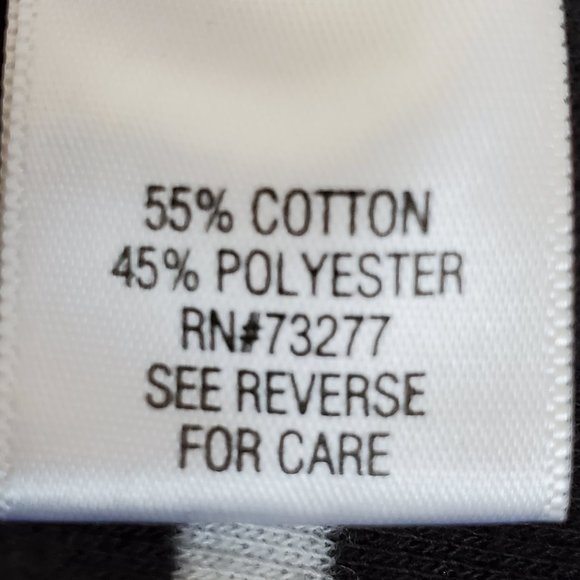 55% COTTON
45% POLYESTER
RN#73277
SEE REVERSE
FOR CARE